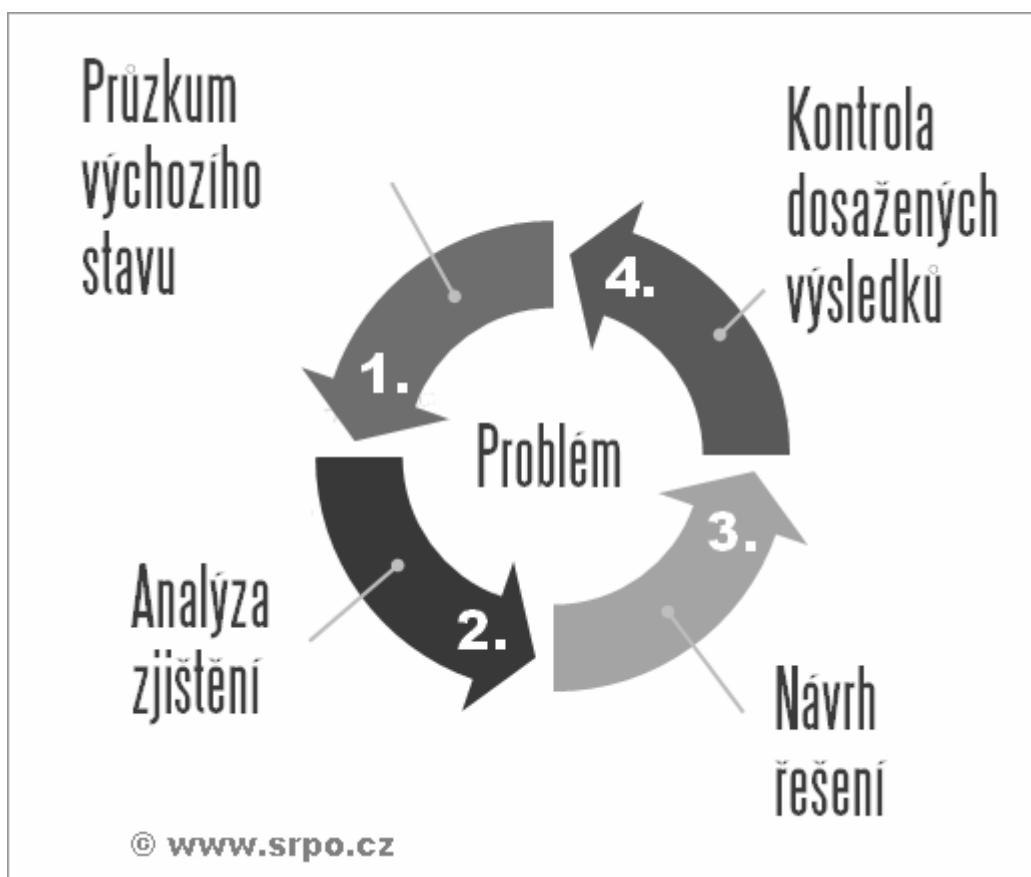 Průzkum
výchozího
stavu
1.
Analýza
zjištění
2.
Návrh
řešení
3.
Kontrola
dosažených
výsledků
4.
Problém
© www.srpo.cz